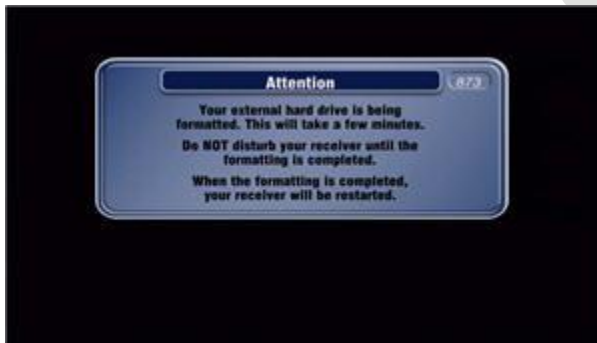 Attention
873
Your external hard drive is being
formatted. This will take a few minutes.
Do NOT disturb your receiver until the
formatting is completed.
When the formatting is completed,
your receiver will be restarted.